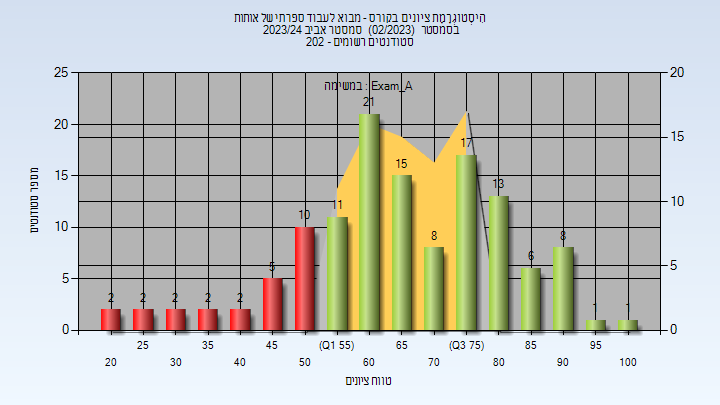 היסטוגרמת ציונים בקורס - מבוא לעבוד ספרתי של אותות
בסמסטר (02/2023) סמסטר אביב 2023/24
סטודנטים רשומים - 202
במשימה : Exam_A
25 20 15 10 5 0
מספר סטודנטים
20 15 10 5 0
2 2 2 2 2 5 10 11 21 15 8 17 13 6 8 1 1
25 35 45 (Q1 55) 65 (Q3 75) 85 95
20 30 40 50 60 70 80 90 100
טווח ציונים